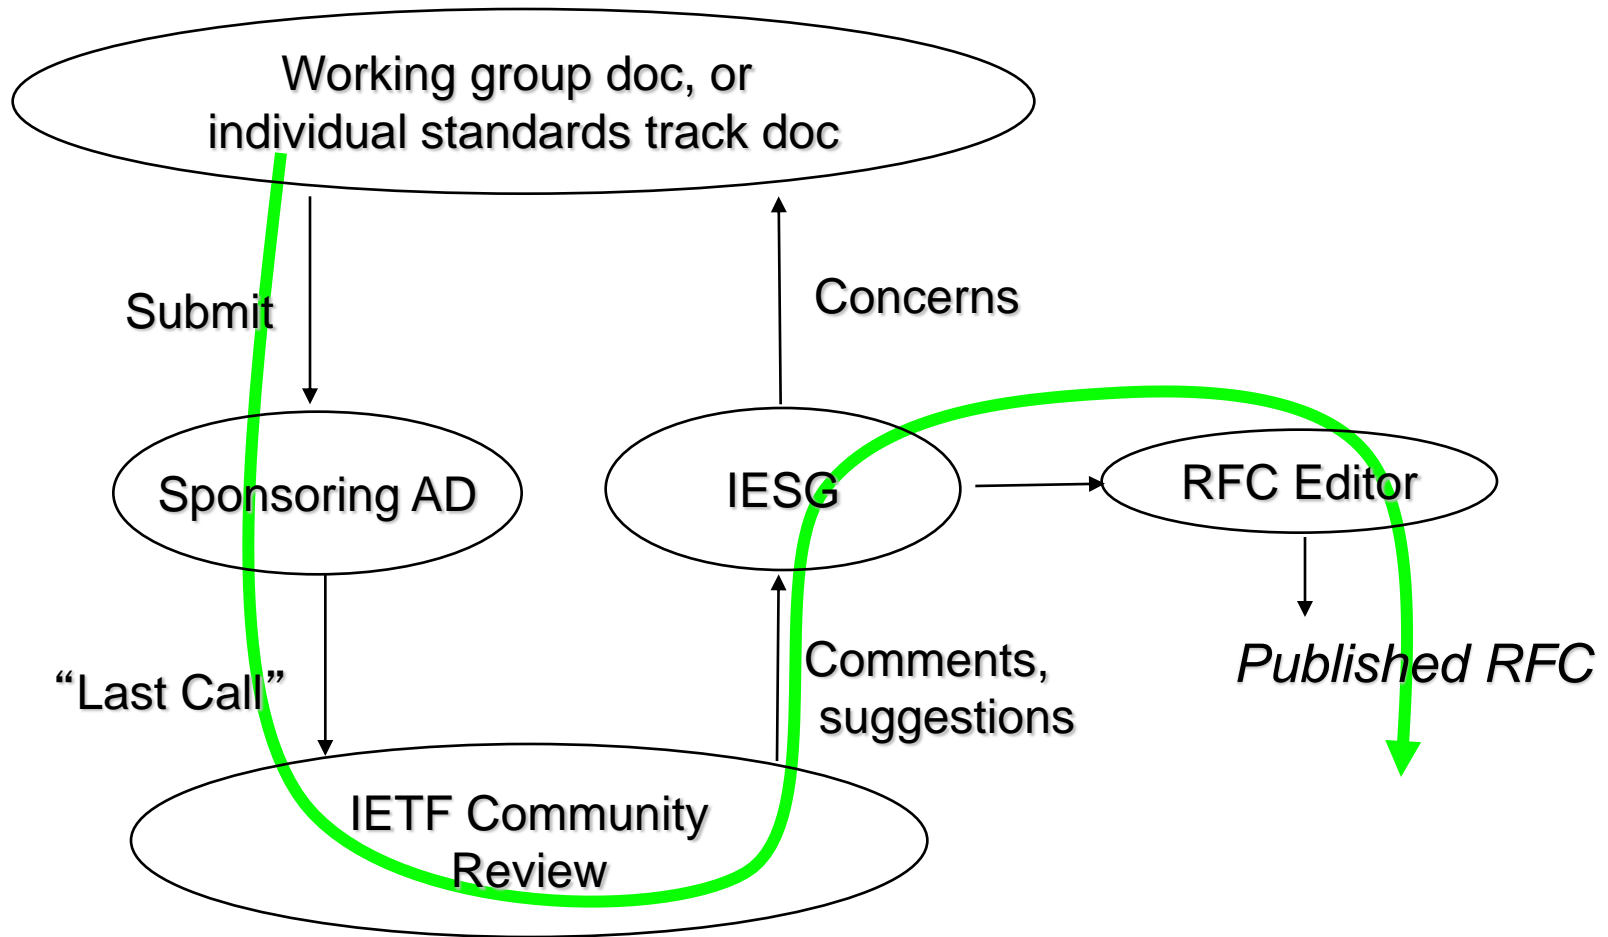 Working group doc, or
individual standards track doc
Submit
Concerns
Sponsoring AD
IESG
RFC Editor
“Last Call”
Comments,
suggestions
Published RFC
IETF Community
Review